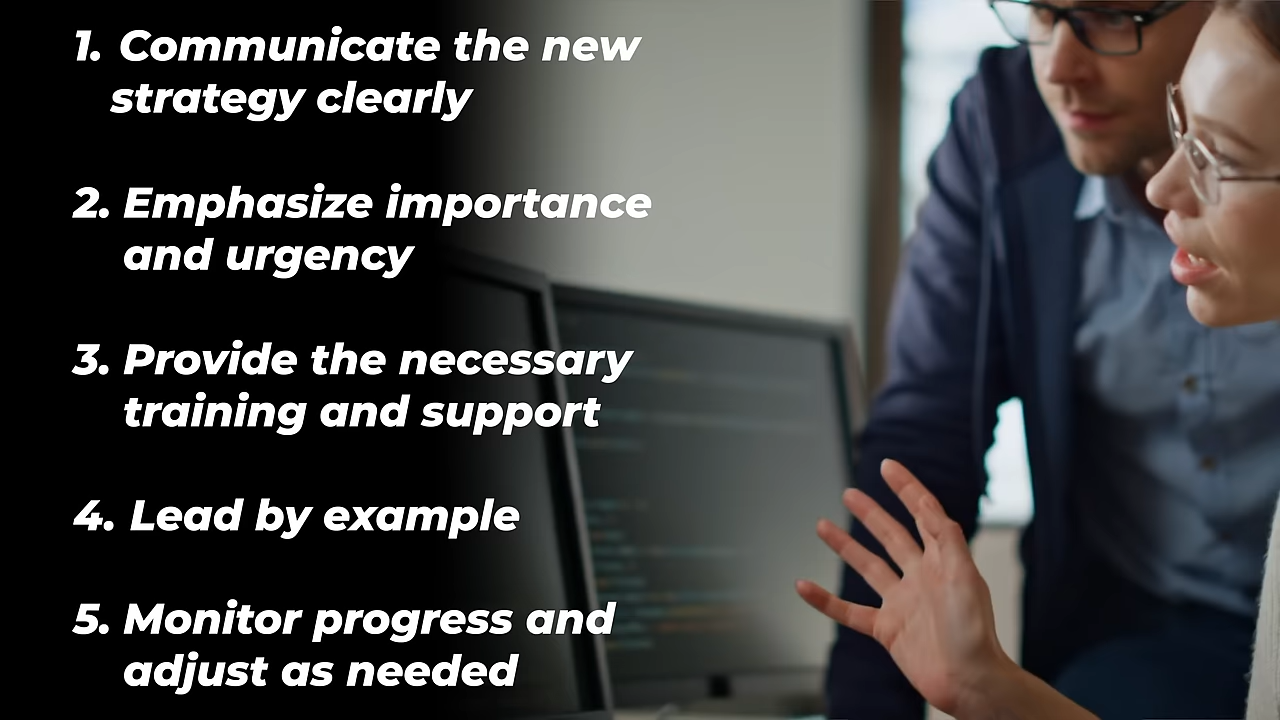 1. Communicate the new
strategy clearly
2. Emphasize importance
and urgency
3. Provide the necessary
training and support
4. Lead by example
5. Monitor progress and
adjust as needed